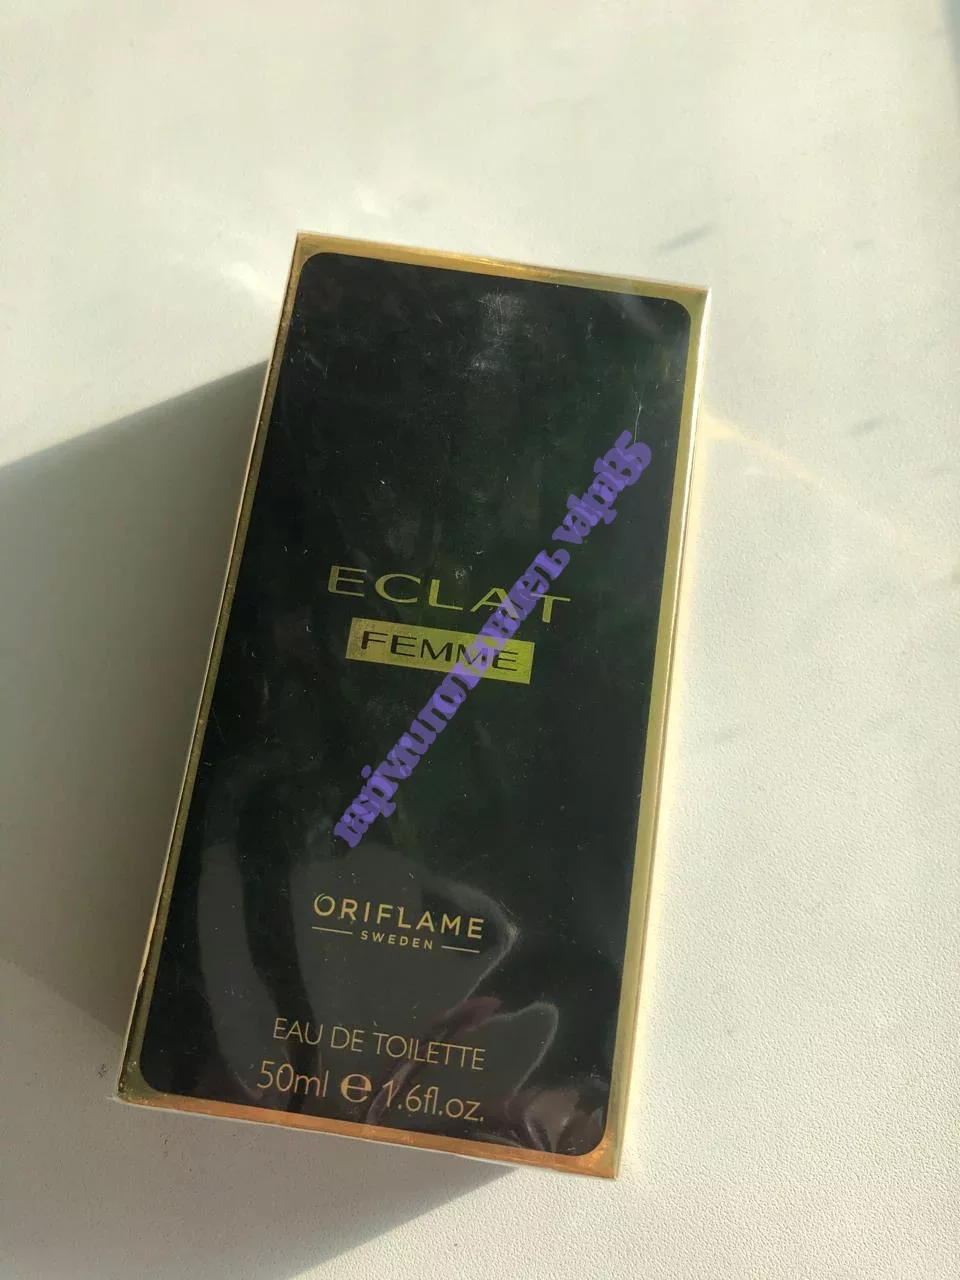 ECLAT
FEMME
ORIFLAME
SWEDEN
EAU DE TOILETTE
50ml ℮ 1.6fl.oz.